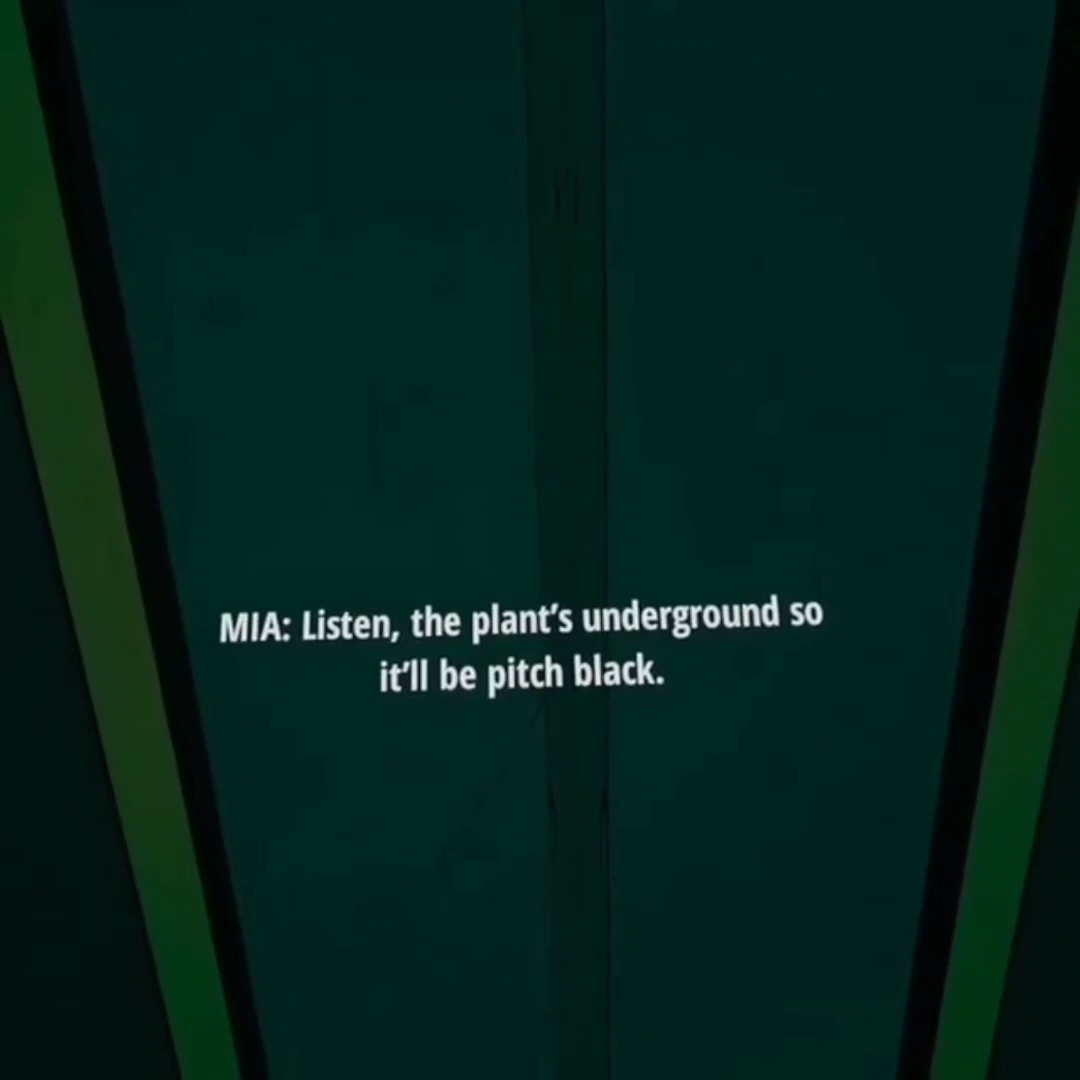 MIA: Listen, the plant’s underground so
it’ll be pitch black.